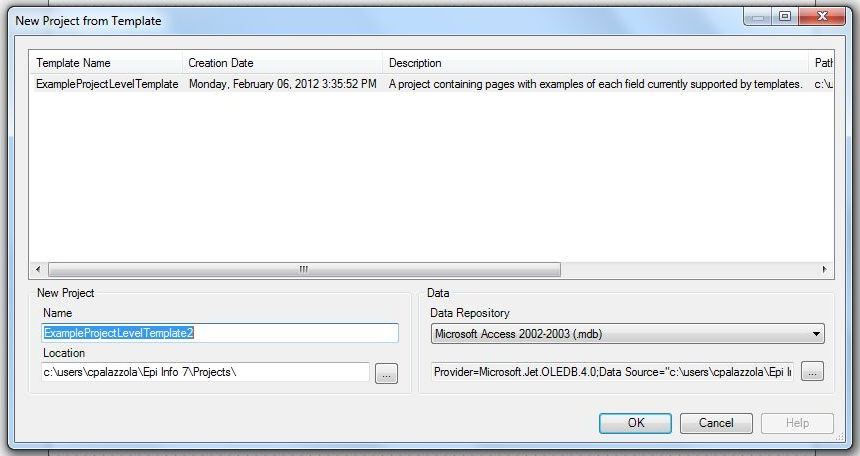 New Project from Template
Template Name Creation Date Description Path
ExampleProjectLevelTemplate Monday, February 06, 2012 3:35:52 PM A project containing pages with examples of each field currently supported by templates. c:\u
New Project
Name
ExampleProjectLevelTemplate2
Location
c:\users\cpalazzola\Epi Info 7\Projects\
...
Data
Data Repository
Microsoft Access 2002-2003 (.mdb)
Provider=Microsoft.Jet.OLEDB.4.0;Data Source="c:\users\cpalazzola\Epi In
...
OK Cancel Help